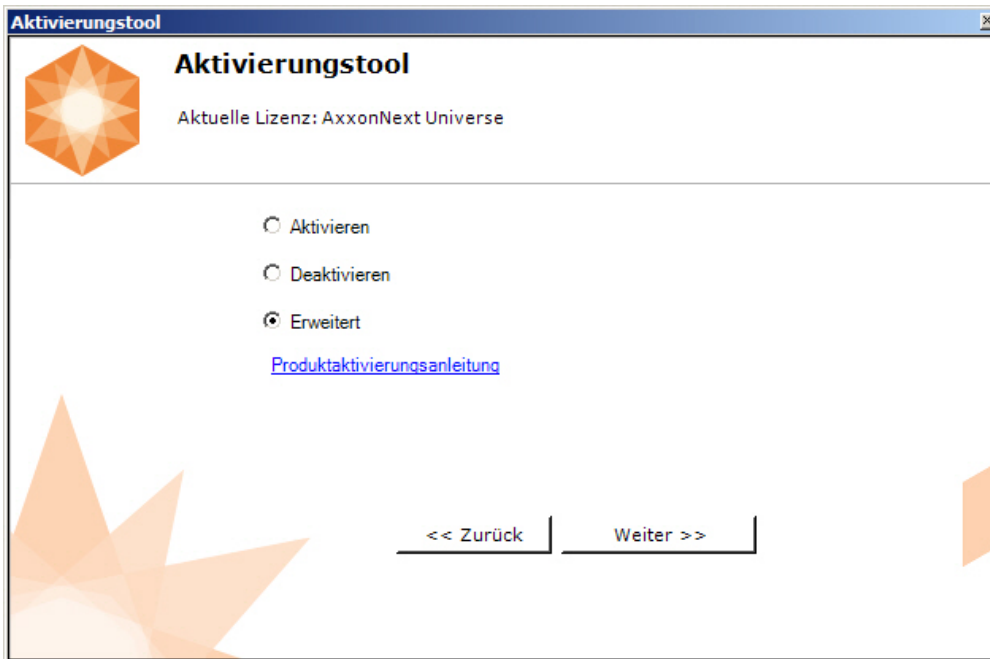 Aktivierungstool
Aktivierungstool
Aktuelle Lizenz: AxxonNext Universe
Aktivieren
Deaktivieren
Erweitert
Produktaktivierungsanleitung
<< Zurück
Weiter >>